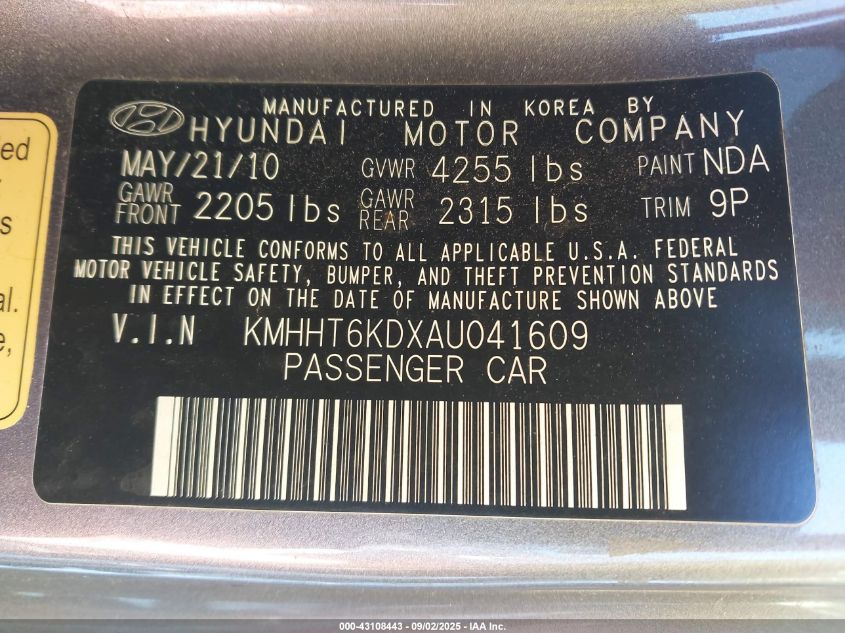 MANUFACTURED IN KOREA BY
HYUNDAI MOTOR COMPANY
MAY/21/10 GVWR 4255 lbs PAINT NDA
GAWR FRONT 2205 lbs GAWR REAR 2315 lbs TRIM 9P
THIS VEHICLE CONFORMS TO ALL APPLICABLE U.S.A. FEDERAL
MOTOR VEHICLE SAFETY, BUMPER, AND THEFT PREVENTION STANDARDS
IN EFFECT ON THE DATE OF MANUFACTURE SHOWN ABOVE
V.I.N KMHHT6KDXAU041609
PASSENGER CAR
000-43108443 - 09/02/2025 - IAA Inc.